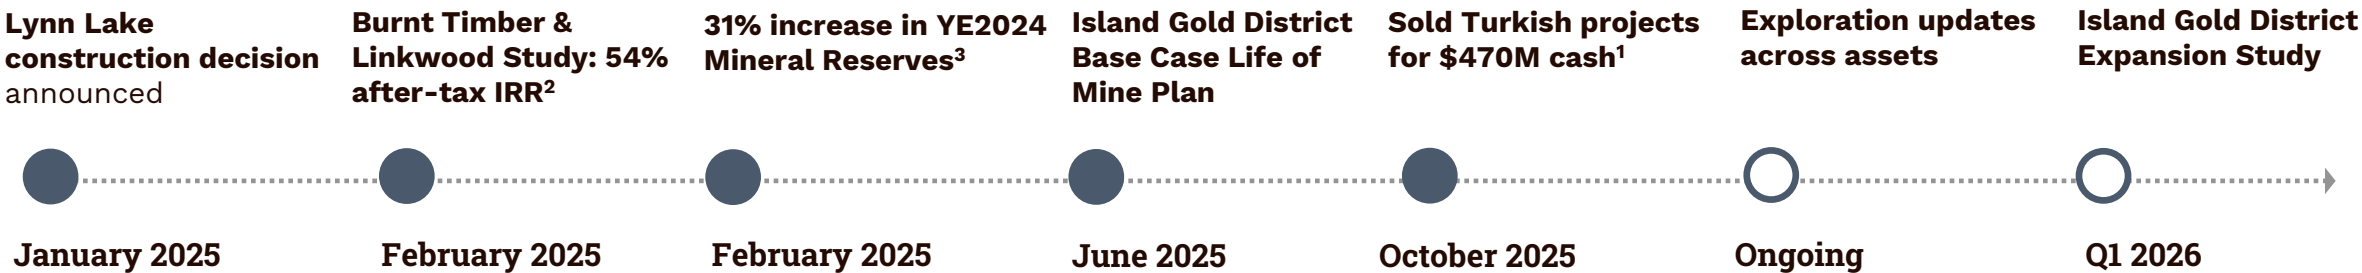 Lynn Lake
construction decision
announced
Burnt Timber &
Linkwood Study: 54%
after-tax IRR²
31% increase in YE2024
Mineral Reserves³
Island Gold District
Base Case Life of
Mine Plan
Sold Turkish projects
for $470M cash¹
Exploration updates
across assets
Island Gold District
Expansion Study
January 2025
February 2025
February 2025
June 2025
October 2025
Ongoing
Q1 2026